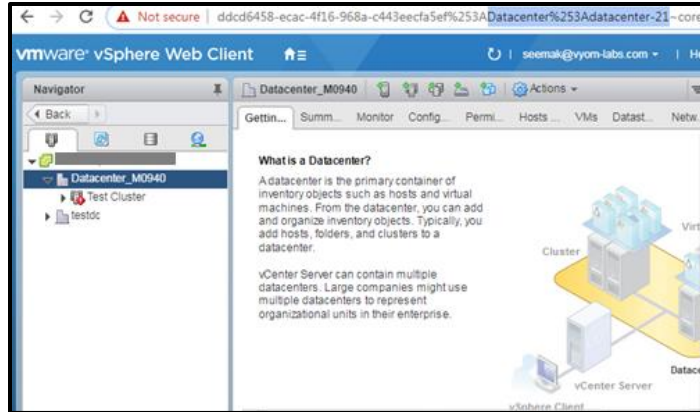 Not secure | ddcd6458-ecac-4f16-968a-c443eecfa5ef%253ADatacenter%253Adatacenter-21~core
vmware® vSphere Web Client
seemak@vyom-labs.com | He
Navigator
Datacenter_M0940 Actions
Back
Gettin... Summ... Monitor Config... Permi... Hosts ... VMs Datast... Netw.
Datacenter_M0940
Test Cluster
testdc
What is a Datacenter?
A datacenter is the primary container of
inventory objects such as hosts and virtual
machines. From the datacenter, you can add
and organize inventory objects. Typically, you
add hosts, folders, and clusters to a
datacenter.
vCenter Server can contain multiple
datacenters. Large companies might use
multiple datacenters to represent
organizational units in their enterprise.
Virt
Cluster
Datace
vCenter Server
vSphere Client